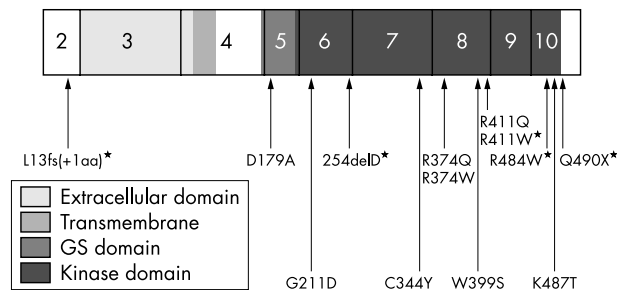 2 3 4 5 6 7 8 9 10
R411Q
R411W★
L13fs(+1aa)★ D179A 254delD★ R374Q R484W★ Q490X★
R374W
Extracellular domain
Transmembrane
GS domain
Kinase domain
G211D C344Y W399S K487T